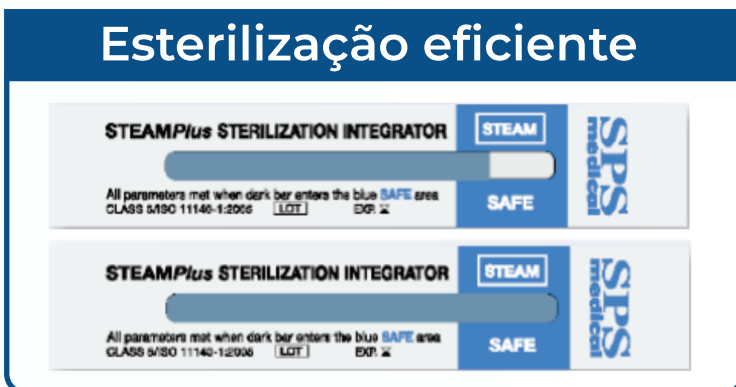 Esterilização eficiente
STEAMPlus STERILIZATION INTEGRATOR
STEAM
All parameters met when dark bar enters the blue SAFE area
CLASS 5/ISO 11140-1:2005 LOT EXP.
SAFE
SPS
medical
STEAMPlus STERILIZATION INTEGRATOR
STEAM
All parameters met when dark bar enters the blue SAFE area
CLASS 5/ISO 11140-1:2005 LOT EXP.
SAFE
SPS
medical